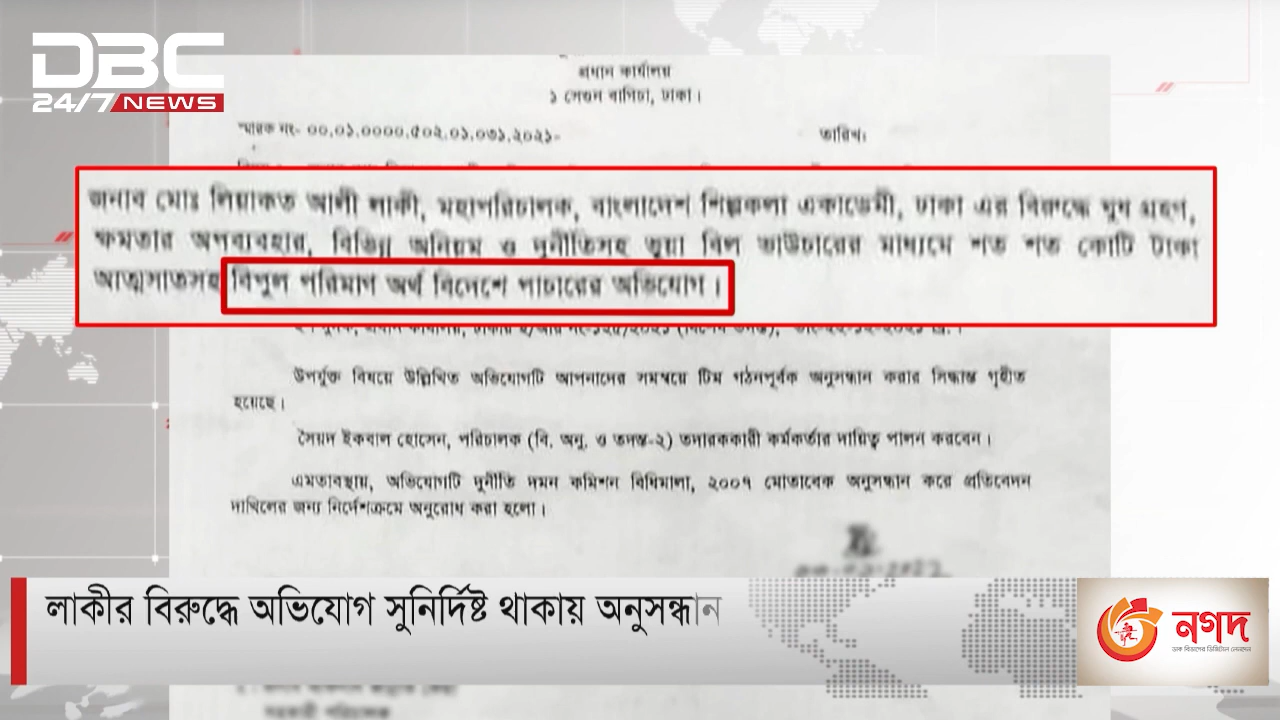 DBC
24/7 NEWS
প্রধান কার্যালয়
১ সেগুন বাগিচা, ঢাকা।
স্মারক নং- ০০.০১.০০০০.৫০২.০১.০৩১.২০২১-
তারিখঃ
জনাব মোঃ লিয়াকত আলী লাকী, মহাপরিচালক, বাংলাদেশ শিল্পকলা একাডেমী, ঢাকা এর বিরুদ্ধে ঘুষ গ্রহণ,
ক্ষমতার অপব্যবহার, বিভিন্ন অনিয়ম ও দুর্নীতিসহ ভূয়া বিল ভাউচারের মাধ্যমে শত শত কোটি টাকা
আত্মসাতসহ বিপুল পরিমাণ অর্থ বিদেশে পাচারের অভিযোগ।
উপর্যুক্ত বিষয়ে উল্লিখিত অভিযোগটি আপনাদের সমন্বয়ে টিম গঠনপূর্বক অনুসন্ধান করার সিদ্ধান্ত গৃহীত
হয়েছে।
সৈয়দ ইকবাল হোসেন, পরিচালক (বি. অনু. ও তদন্ত-২) তদারককারী কর্মকর্তার দায়িত্ব পালন করবেন।
এমতাবস্থায়, অভিযোগটি দুর্নীতি দমন কমিশন বিধিমালা, ২০০৭ মোতাবেক অনুসন্ধান করে প্রতিবেদন
দাখিলের জন্য নির্দেশক্রমে অনুরোধ করা হলো।
লাকীর বিরুদ্ধে অভিযোগ সুনির্দিষ্ট থাকায় অনুসন্ধান
নগদ
ডাক বিভাগের ডিজিটাল লেনদেন